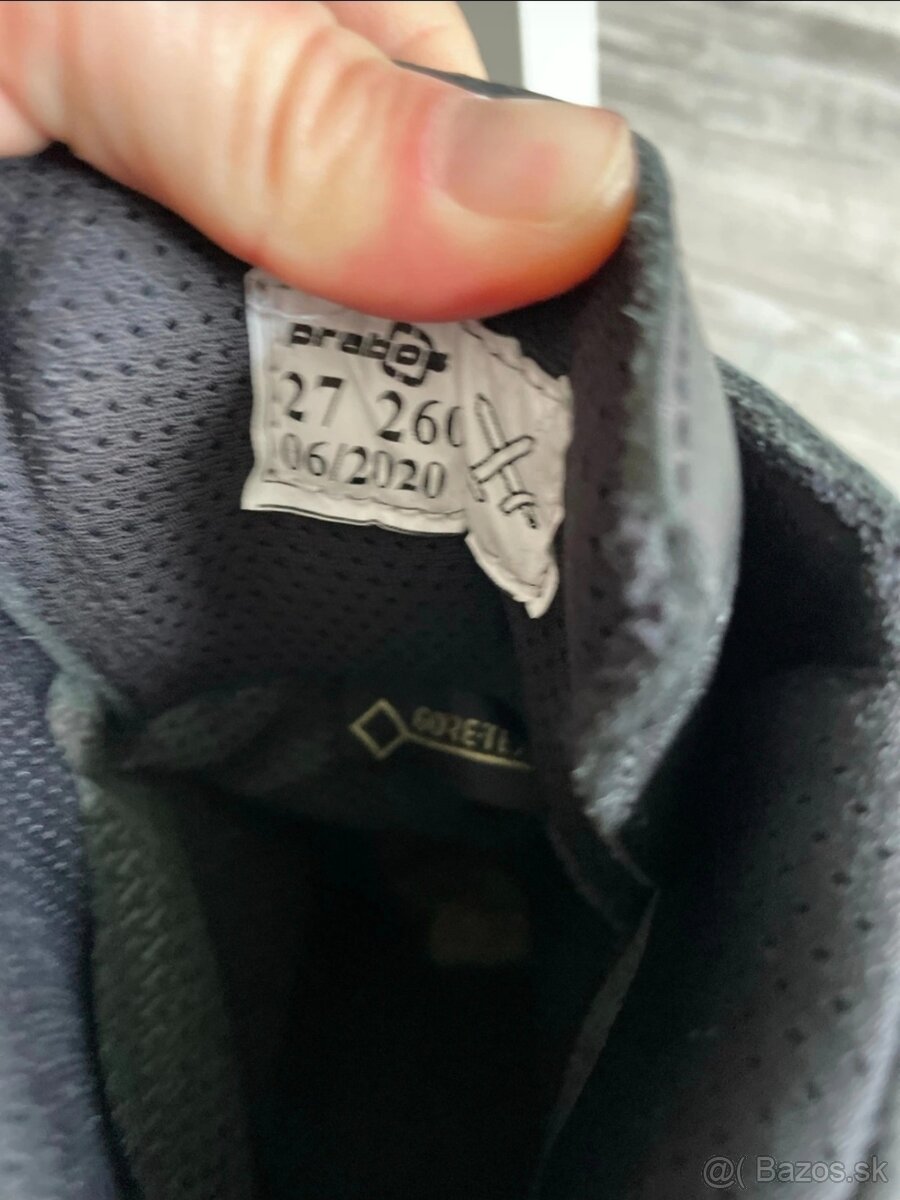 prabos
27 260
06/2020
GORE-TEX
@( Bazos.sk